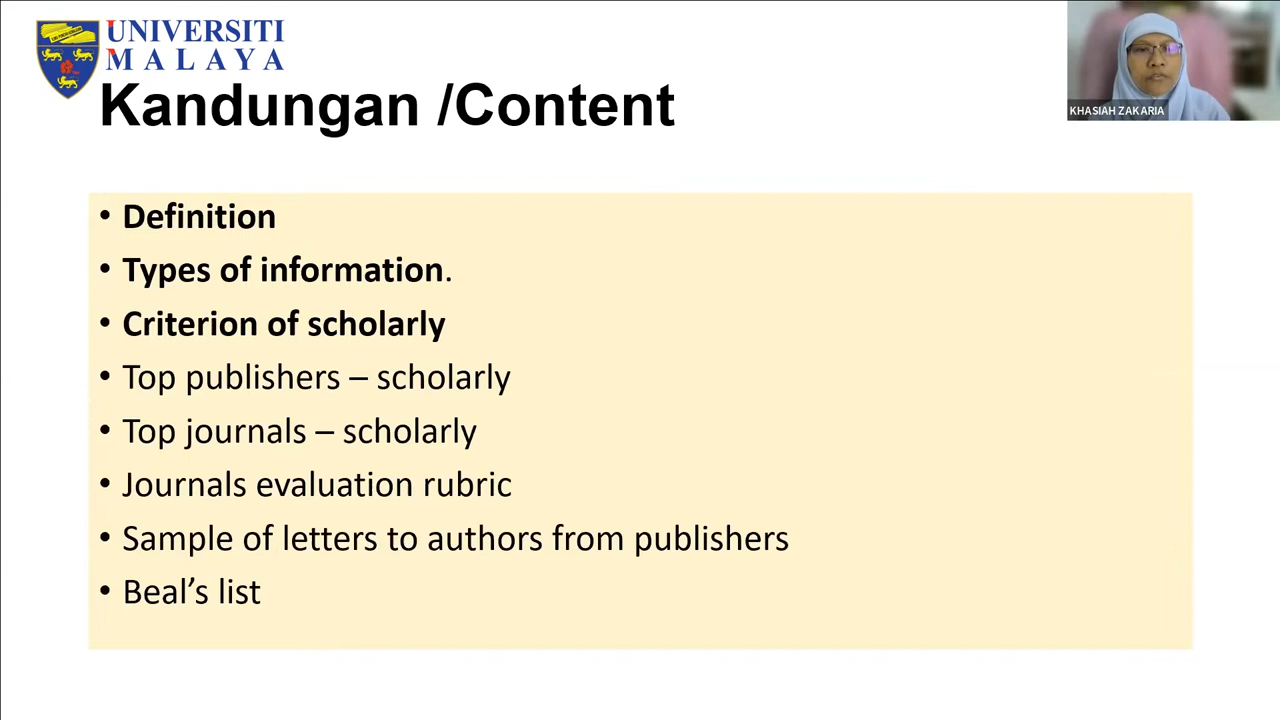 UNIVERSITI
MALAYA
Kandungan /Content
KHASIAH ZAKARIA
• Definition
• Types of information.
• Criterion of scholarly
• Top publishers – scholarly
• Top journals – scholarly
• Journals evaluation rubric
• Sample of letters to authors from publishers
• Beal’s list